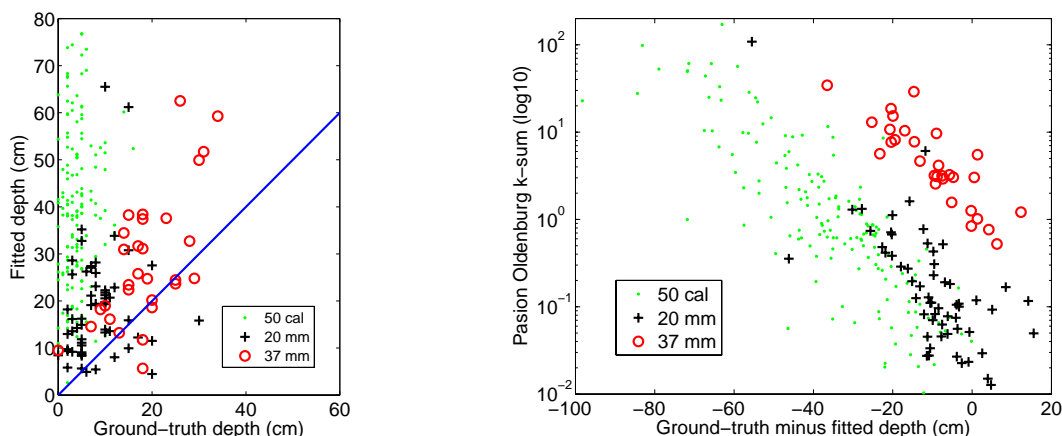 80
70
60
50
40
30
20
10
0
0 20 40 60
Fitted depth (cm)
Ground−truth depth (cm)
50 cal
20 mm
37 mm
10^2
10^1
10^0
10^−1
10^−2
−100 −80 −60 −40 −20 0 20
Pasion Oldenburg k−sum (log10)
Ground−truth minus fitted depth (cm)
50 cal
20 mm
37 mm